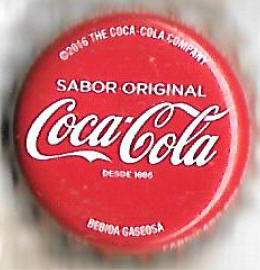 ©2016 THE COCA-COLA COMPANY
SABOR ORIGINAL
Coca-Cola
DESDE 1886
BEBIDA GASEOSA